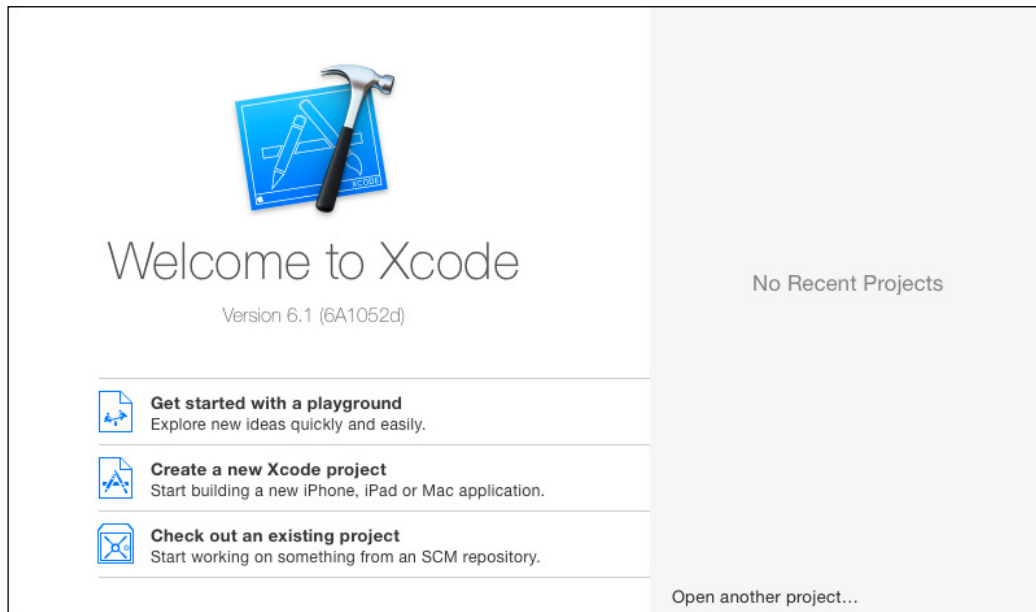 XCODE
Welcome to Xcode
Version 6.1 (6A1052d)
Get started with a playground
Explore new ideas quickly and easily.
Create a new Xcode project
Start building a new iPhone, iPad or Mac application.
Check out an existing project
Start working on something from an SCM repository.
No Recent Projects
Open another project...